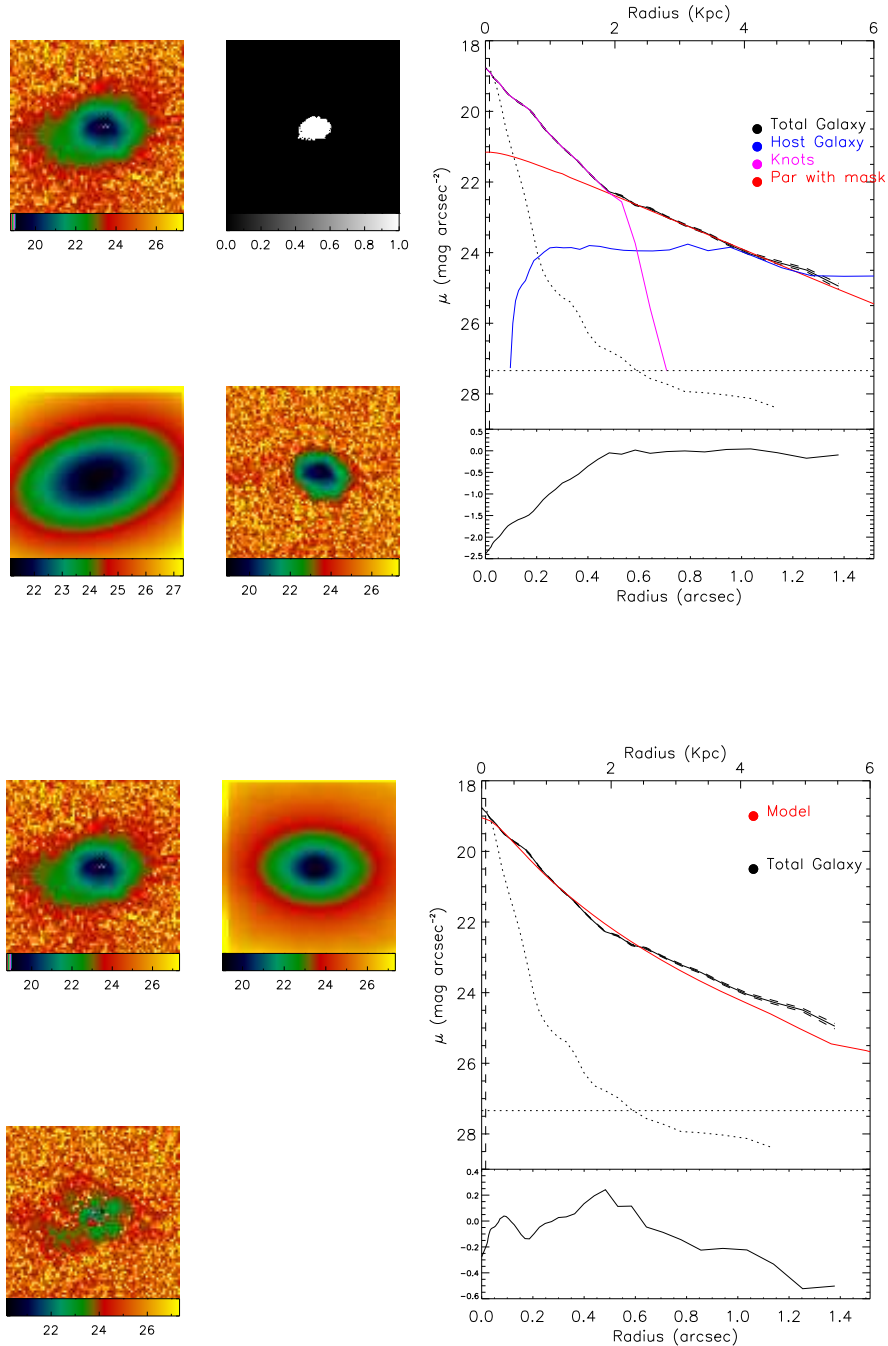 Radius (Kpc)
0 2 4 6
18
20
22
24
26
28
μ (mag arcsec⁻²)
Total Galaxy
Host Galaxy
Knots
Par with mask
20 22 24 26
0.0 0.2 0.4 0.6 0.8 1.0
22 23 24 25 26 27
20 22 24 26
0.5
0.0
-0.5
-1.0
-1.5
-2.0
-2.5
0.0 0.2 0.4 0.6 0.8 1.0 1.2 1.4
Radius (arcsec)
Radius (Kpc)
0 2 4 6
18
20
22
24
26
28
μ (mag arcsec⁻²)
Model
Total Galaxy
20 22 24 26
20 21 22 23 24 25 26 27
22 24 26
0.4
0.2
0.0
-0.2
-0.4
-0.6
0.0 0.2 0.4 0.6 0.8 1.0 1.2 1.4
Radius (arcsec)